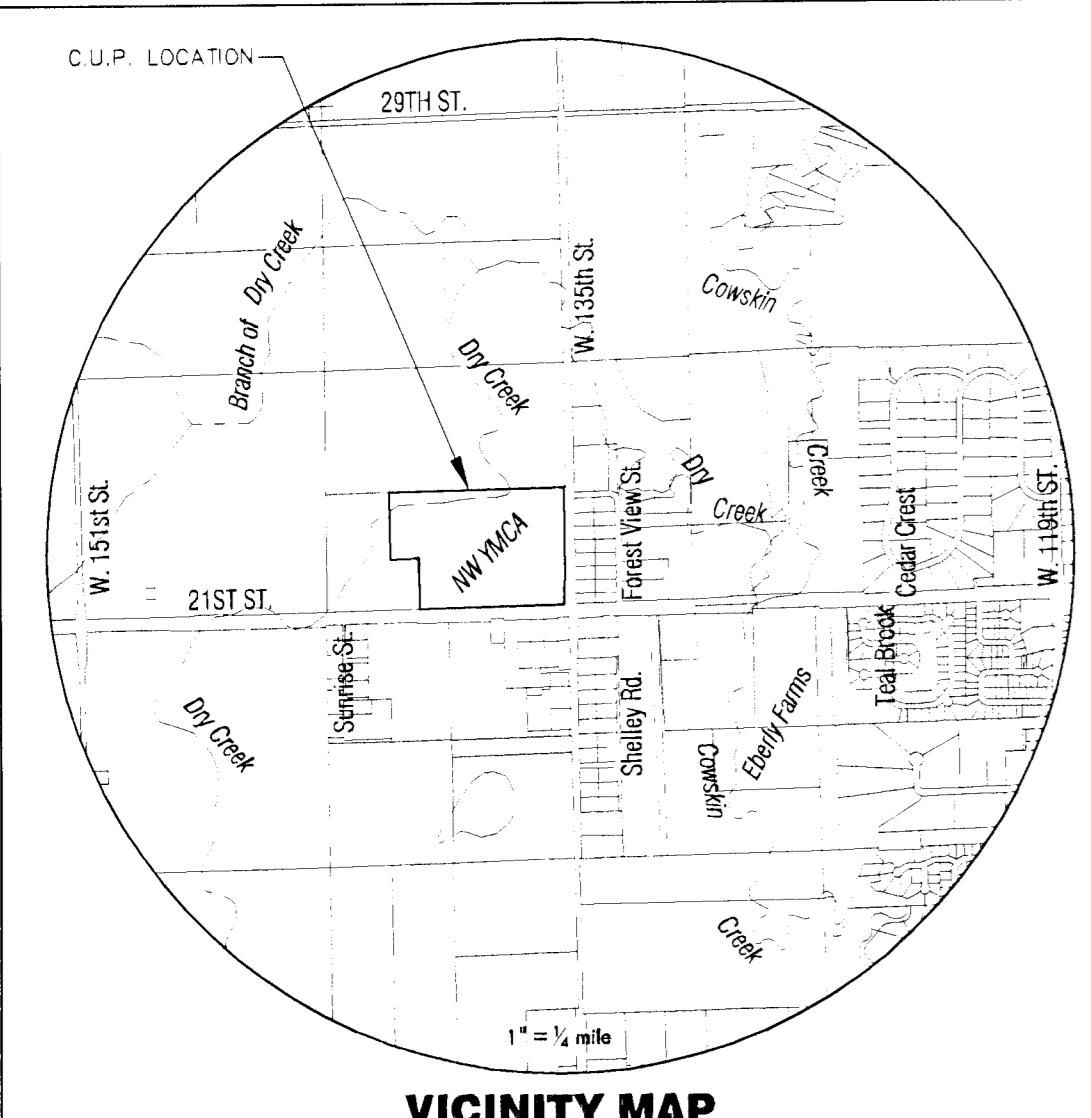 C.U.P. LOCATION
29TH ST.
Branch of Dry Creek
W. 135th St.
Cowskin
Dry Creek
Creek
Dry
Creek
W. 151st St.
NW YMCA
Forest View St.
Cedar Crest
W. 119th ST.
21ST ST.
Sunrise St.
Teal Brook
Dry Creek
Shelley Rd.
Cowskin
Eberly Farms
Creek
1" = ¼ mile
VICINITY MAP